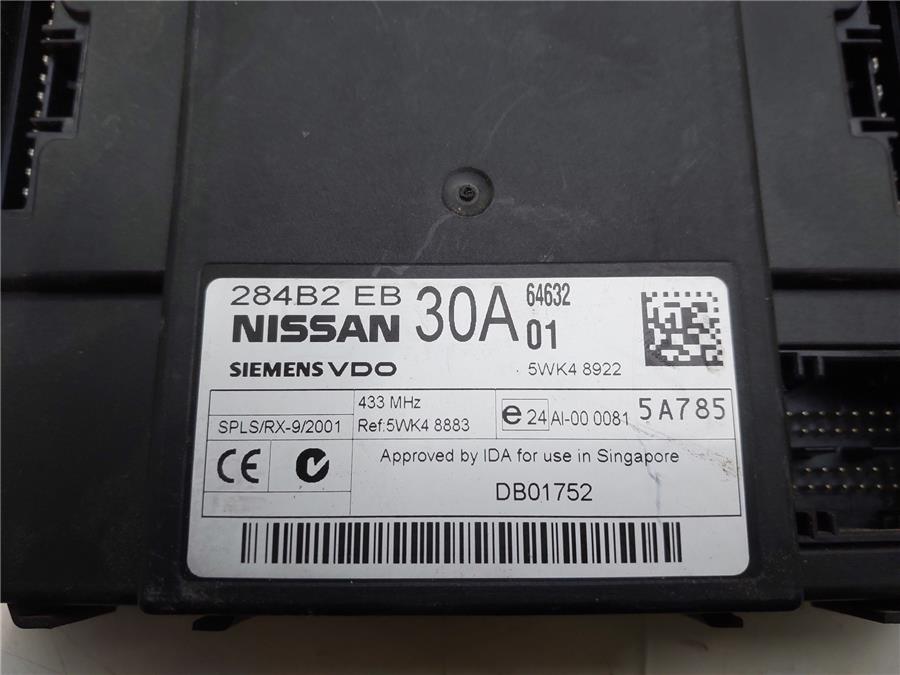 284B2 EB 30A 64632
NISSAN 01
SIEMENS VDO 5WK4 8922
433 MHz
SPLS/RX-9/2001 Ref:5WK4 8883 e 24 AI-00 0081 5A785
CE Approved by IDA for use in Singapore
DB01752